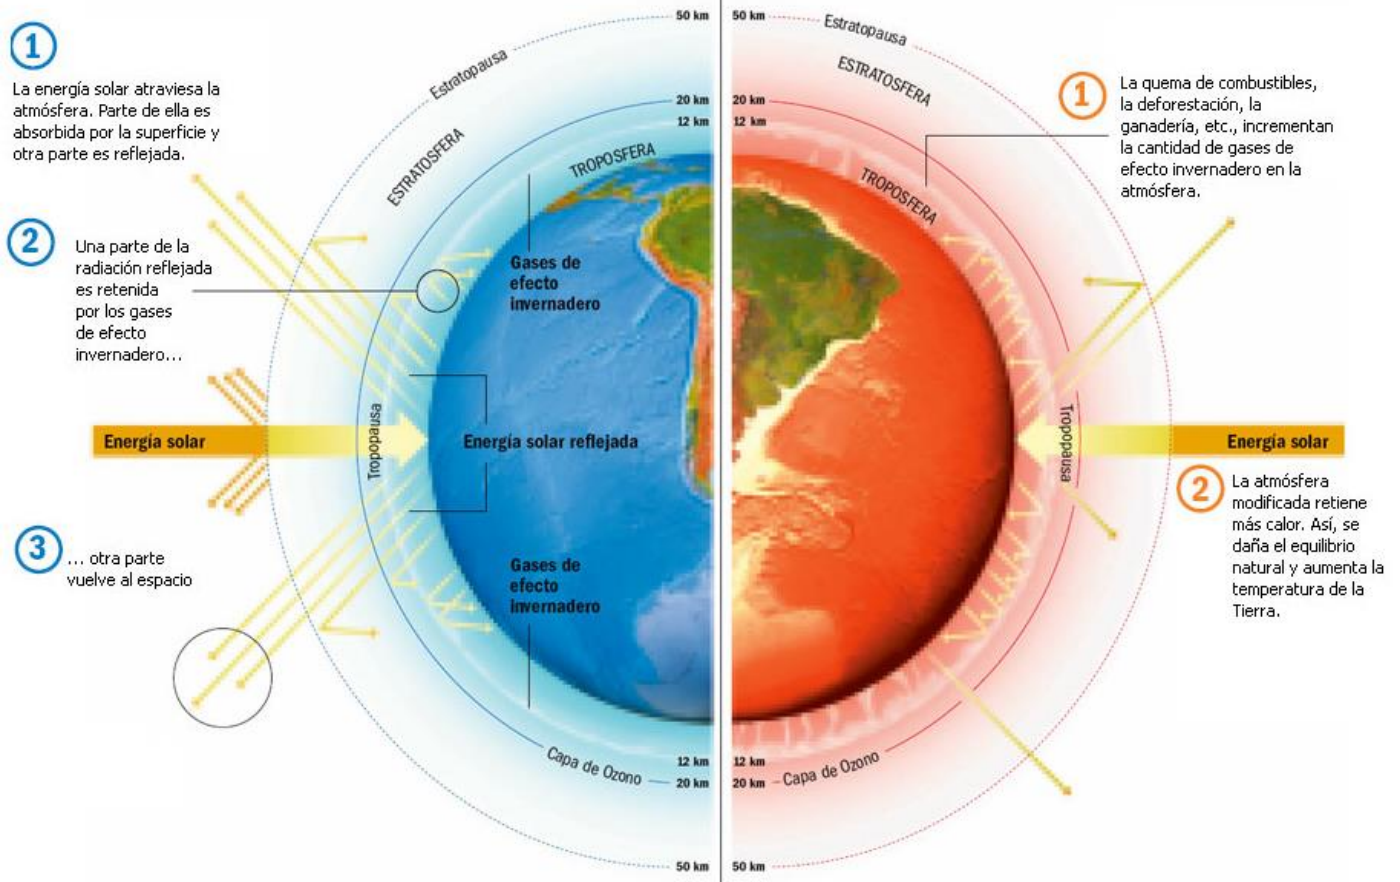 50 km
Estratopausa
ESTRATOSFERA
20 km
12 km
TROPOSFERA
1
La energía solar atraviesa la
atmósfera. Parte de ella es
absorbida por la superficie y
otra parte es reflejada.
2
Una parte de la
radiación reflejada
es retenida
por los gases
de efecto
invernadero...
Gases de
efecto
invernadero
Energía solar
Tropopausa
Energía solar reflejada
3
... otra parte
vuelve al espacio
Gases de
efecto
invernadero
Capa de Ozono
12 km
20 km
50 km
50 km
Estratopausa
ESTRATOSFERA
20 km
12 km
TROPOSFERA
1
La quema de combustibles,
la deforestación, la
ganadería, etc., incrementan
la cantidad de gases de
efecto invernadero en la
atmósfera.
Tropopausa
Energía solar
2
La atmósfera
modificada retiene
más calor. Así, se
daña el equilibrio
natural y aumenta la
temperatura de la
Tierra.
12 km
20 km
Capa de Ozono
50 km